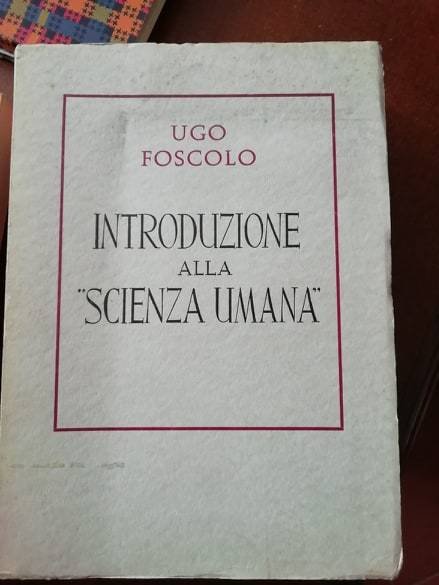 UGO
FOSCOLO
INTRODUZIONE
ALLA
"SCIENZA UMANA"